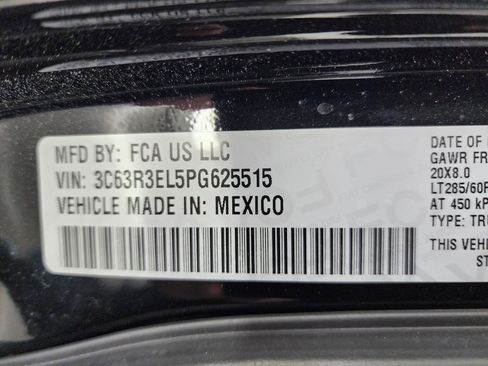 MFD BY: FCA US LLC
VIN: 3C63R3EL5PG625515
VEHICLE MADE IN: MEXICO
DATE OF
GAWR FR
20X8.0
LT285/60R
AT 450 kP
TYPE: TR
THIS VEHI
ST